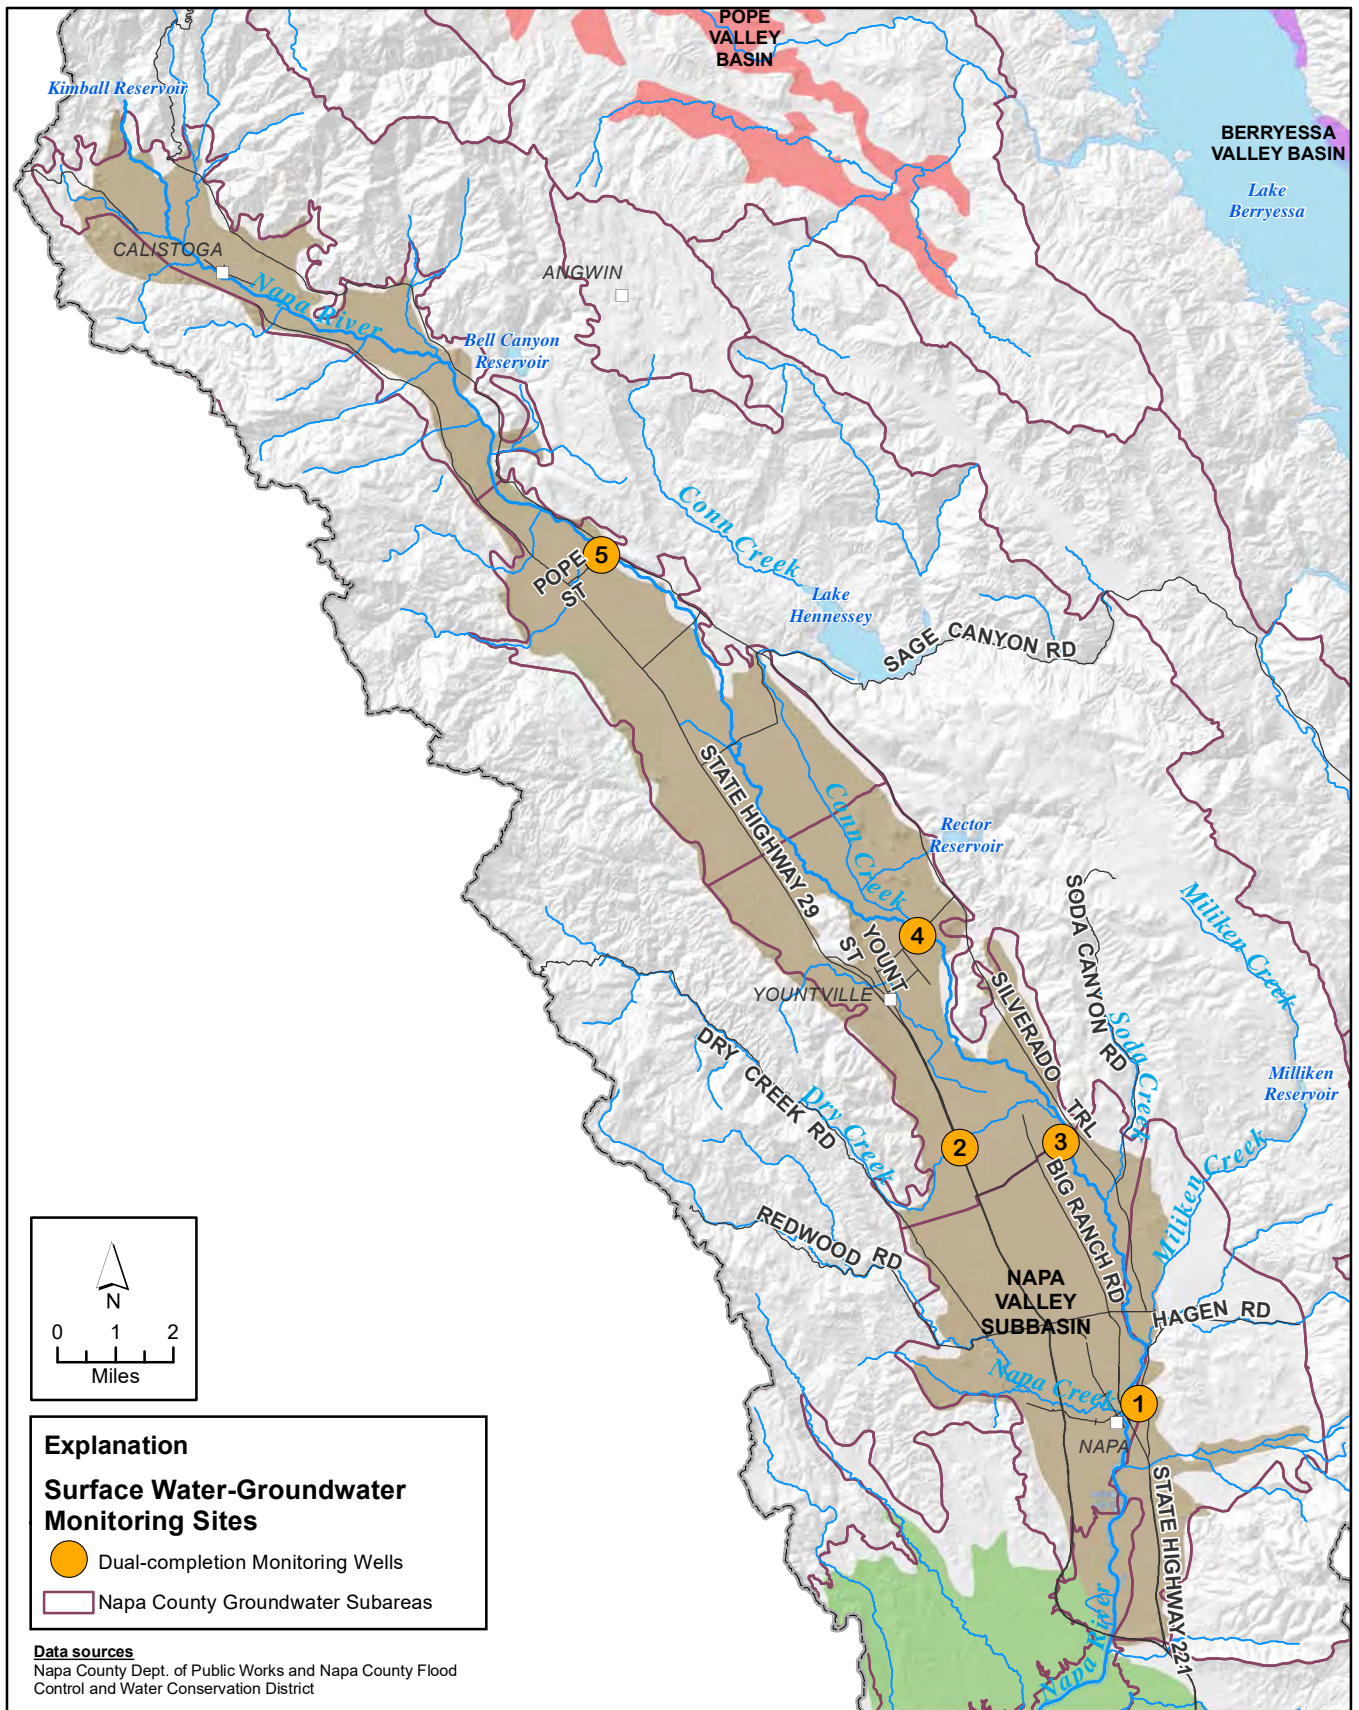 POPE
VALLEY
BASIN
Kimball Reservoir
BERRYESSA
VALLEY BASIN
Lake
Berryessa
CALISTOGA
ANGWIN
Napa River
Bell Canyon
Reservoir
Conn Creek
5
POPE
ST
Lake
Hennessey
SAGE CANYON RD
STATE HIGHWAY 29
Conn Creek
Rector
Reservoir
SODA CANYON RD
Miliken Creek
4
YOUNT
ST
YOUNTVILLE
SILVERADO TRL
Soda Creek
DRY CREEK RD
Dry Creek
Milliken
Reservoir
2
3
BIG RANCH RD
Miliken Creek
REDWOOD RD
NAPA
VALLEY
SUBBASIN
HAGEN RD
Napa Creek
1
NAPA
STATE HIGHWAY 221
Napa River
N
0 1 2
Miles
Explanation
Surface Water-Groundwater
Monitoring Sites
Dual-completion Monitoring Wells
Napa County Groundwater Subareas
Data sources
Napa County Dept. of Public Works and Napa County Flood
Control and Water Conservation District